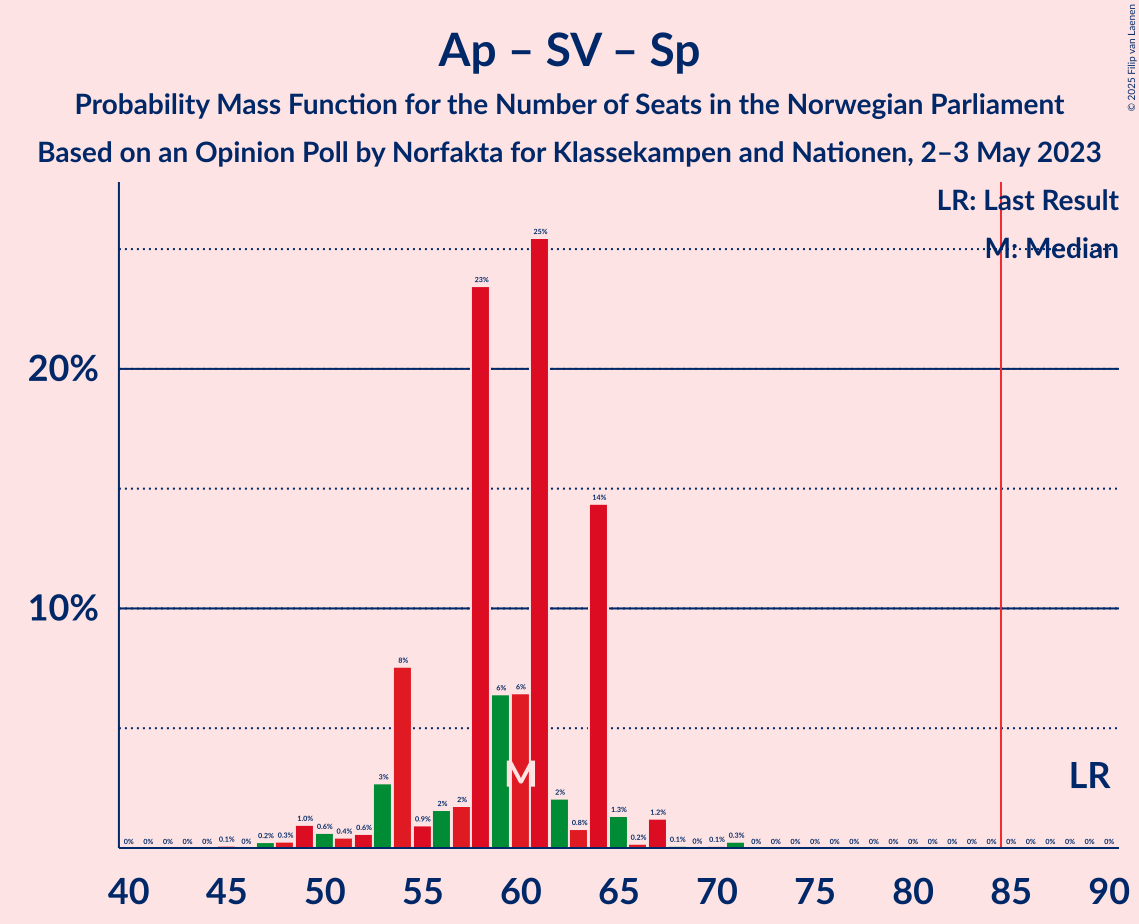 Ap – SV – Sp
Probability Mass Function for the Number of Seats in the Norwegian Parliament
Based on an Opinion Poll by Norfakta for Klassekampen and Nationen, 2–3 May 2023
© 2025 Filip van Laenen
LR: Last Result
M: Median
20%
10%
0% 0% 0% 0% 0% 0.1% 0% 0.2% 0.3% 1.0% 0.6% 0.4% 0.6% 3% 8% 0.9% 2% 2% 23% 6% 6% 25% 2% 0.8% 14% 1.3% 0.2% 1.2% 0.1% 0% 0.1% 0.3% 0% 0% 0% 0% 0% 0% 0% 0% 0% 0% 0% 0% 0% 0% 0% 0% 0% 0% 0%
M
LR
40 45 50 55 60 65 70 75 80 85 90